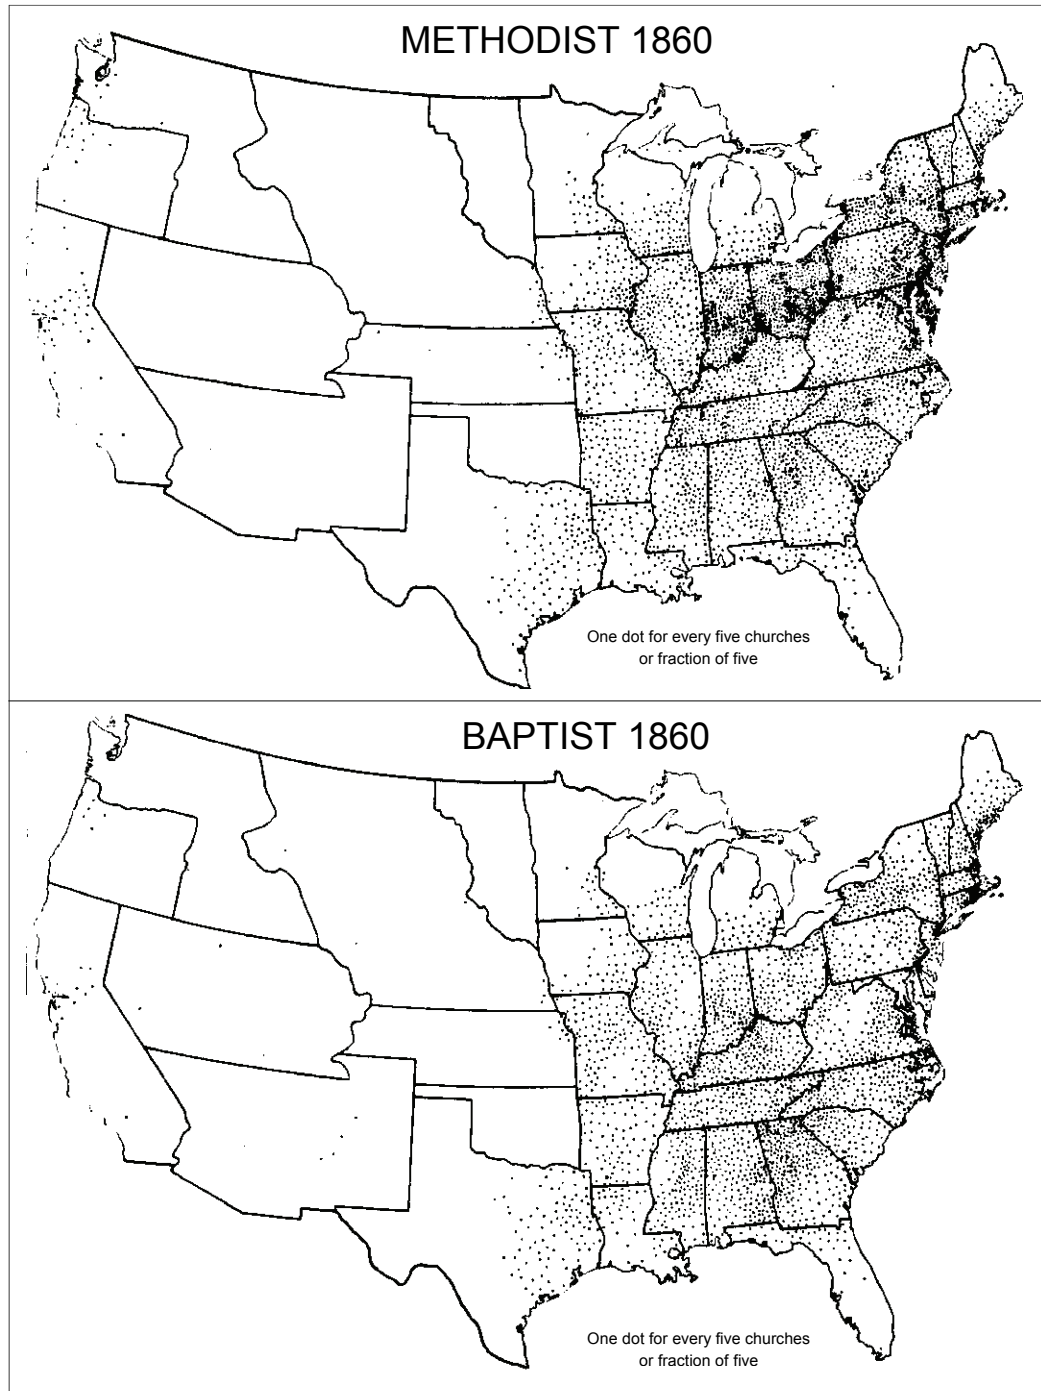 METHODIST 1860
One dot for every five churches
or fraction of five
BAPTIST 1860
One dot for every five churches
or fraction of five